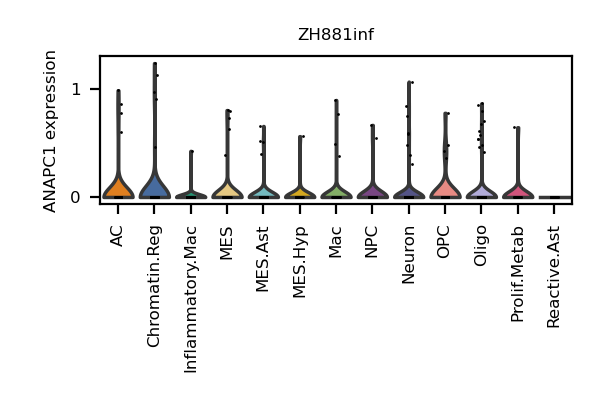 ZH881inf
ANAPC1 expression
1
0
AC
Chromatin.Reg
Inflammatory.Mac
MES
MES.Ast
MES.Hyp
Mac
NPC
Neuron
OPC
Oligo
Prolif.Metab
Reactive.Ast